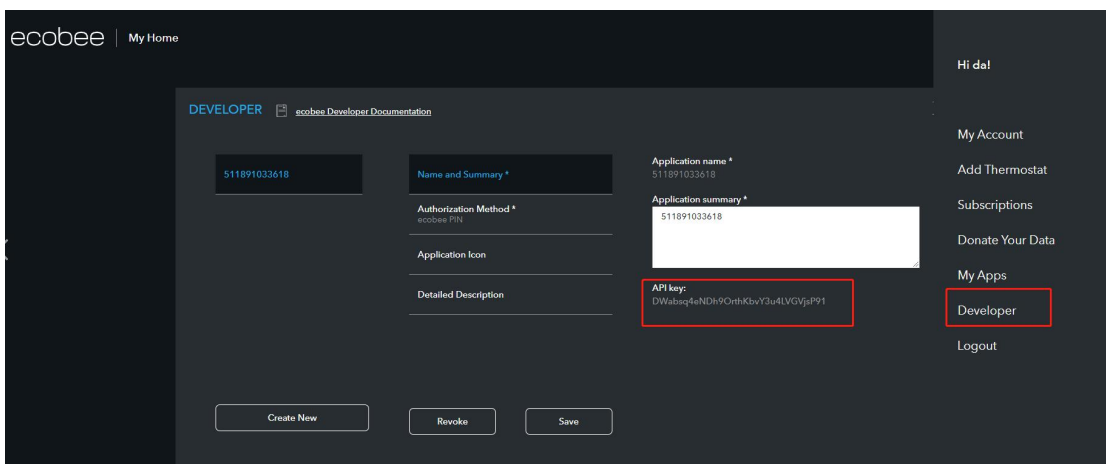 ecobee | My Home
Hi da!
DEVELOPER ecobee Developer Documentation
511891033618
Name and Summary *
Authorization Method *
ecobee PIN
Application Icon
Detailed Description
Application name *
511891033618
Application summary *
511891033618
API key:
DWabsq4eNDh9OrthKbvY3u4LVGVjsP91
Create New
Revoke
Save
My Account
Add Thermostat
Subscriptions
Donate Your Data
My Apps
Developer
Logout